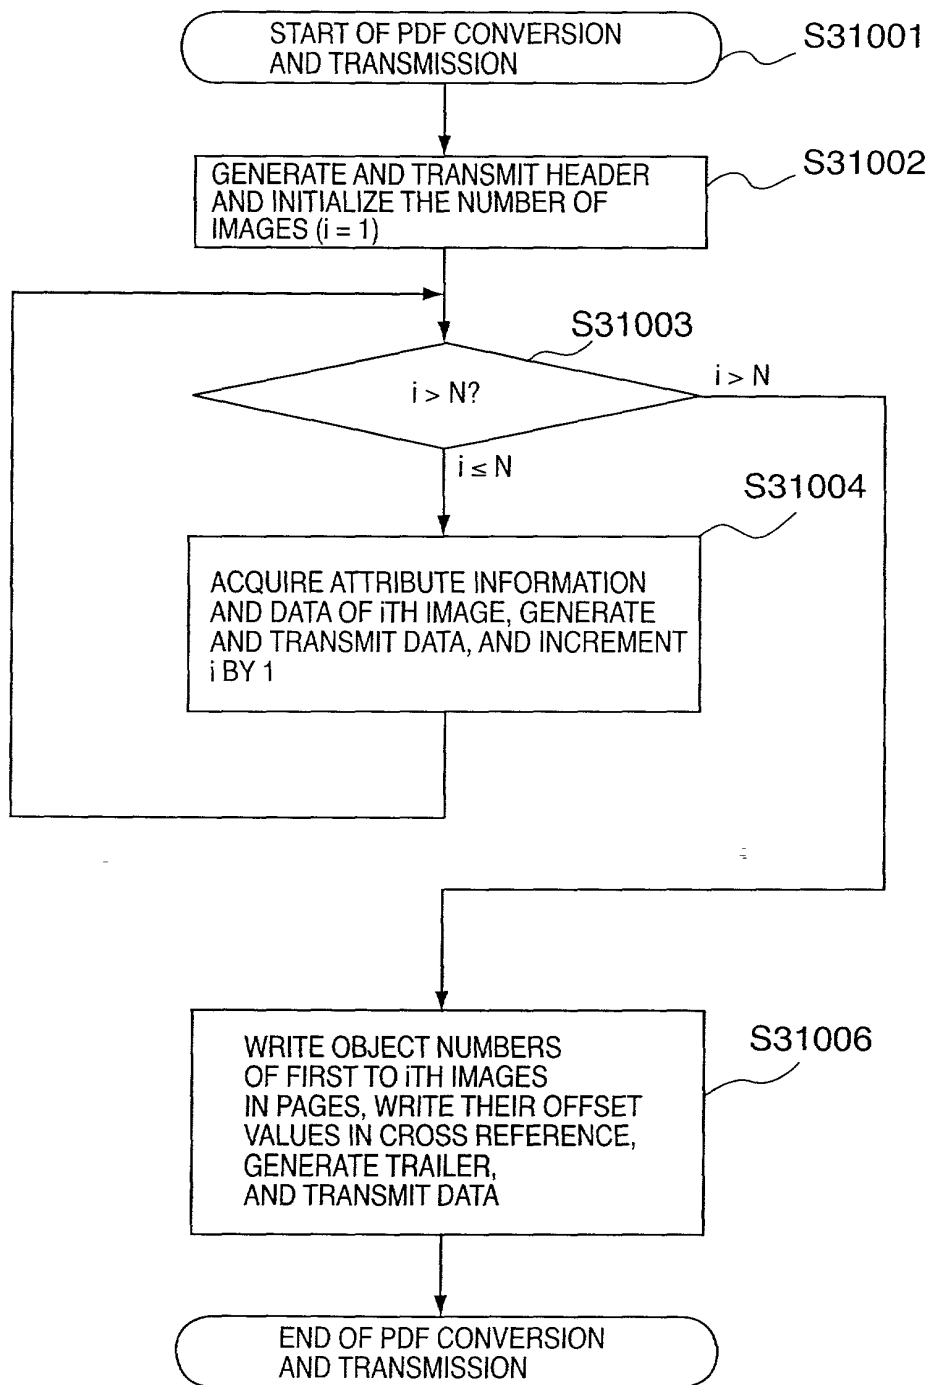 START OF PDF CONVERSION
AND TRANSMISSION
S31001
GENERATE AND TRANSMIT HEADER
AND INITIALIZE THE NUMBER OF
IMAGES (i = 1)
S31002
S31003
i > N?
i > N
i ≤ N
S31004
ACQUIRE ATTRIBUTE INFORMATION
AND DATA OF iTH IMAGE, GENERATE
AND TRANSMIT DATA, AND INCREMENT
i BY 1
WRITE OBJECT NUMBERS
OF FIRST TO iTH IMAGES
IN PAGES, WRITE THEIR OFFSET
VALUES IN CROSS REFERENCE,
GENERATE TRAILER,
AND TRANSMIT DATA
S31006
END OF PDF CONVERSION
AND TRANSMISSION